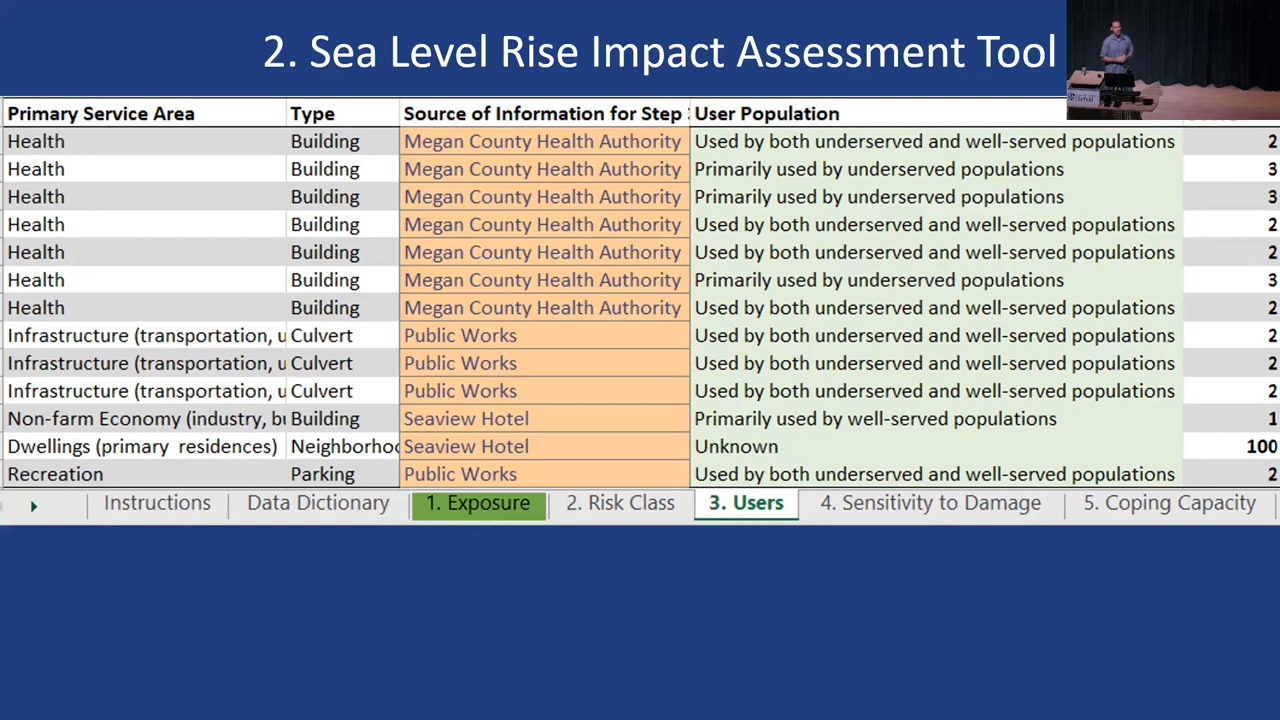 2. Sea Level Rise Impact Assessment Tool
Primary Service Area Type Source of Information for Step User Population
Health Building Megan County Health Authority Used by both underserved and well-served populations 2
Health Building Megan County Health Authority Primarily used by underserved populations 3
Health Building Megan County Health Authority Primarily used by underserved populations 3
Health Building Megan County Health Authority Used by both underserved and well-served populations 2
Health Building Megan County Health Authority Used by both underserved and well-served populations 2
Health Building Megan County Health Authority Primarily used by underserved populations 3
Health Building Megan County Health Authority Used by both underserved and well-served populations 2
Infrastructure (transportation, u Culvert Public Works Used by both underserved and well-served populations 2
Infrastructure (transportation, u Culvert Public Works Used by both underserved and well-served populations 2
Infrastructure (transportation, u Culvert Public Works Used by both underserved and well-served populations 2
Non-farm Economy (industry, bu Building Seaview Hotel Primarily used by well-served populations 1
Dwellings (primary residences) Neighborhoo Seaview Hotel Unknown 100
Recreation Parking Public Works Used by both underserved and well-served populations 2
Instructions Data Dictionary 1. Exposure 2. Risk Class 3. Users 4. Sensitivity to Damage 5. Coping Capacity